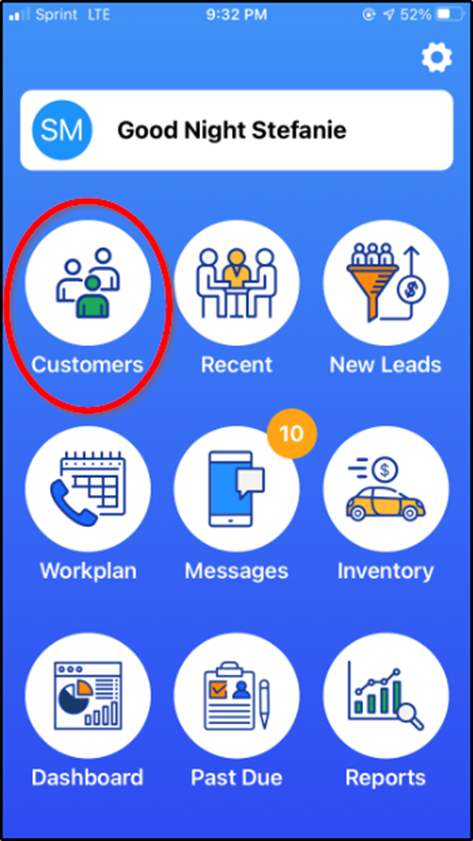 Sprint LTE 9:32 PM 52%
SM Good Night Stefanie
$
Customers Recent New Leads
10
$
Workplan Messages Inventory
Dashboard Past Due Reports